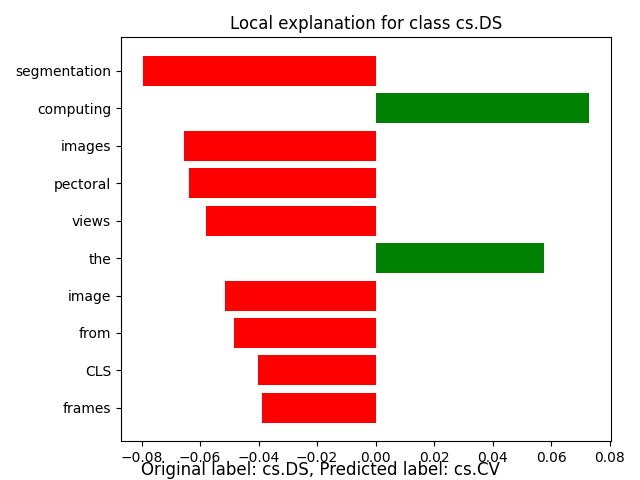 Local explanation for class cs.DS
segmentation
computing
images
pectoral
views
the
image
from
CLS
frames
−0.08 −0.06 −0.04 −0.02 0.00 0.02 0.04 0.06 0.08
Original label: cs.DS, Predicted label: cs.CV